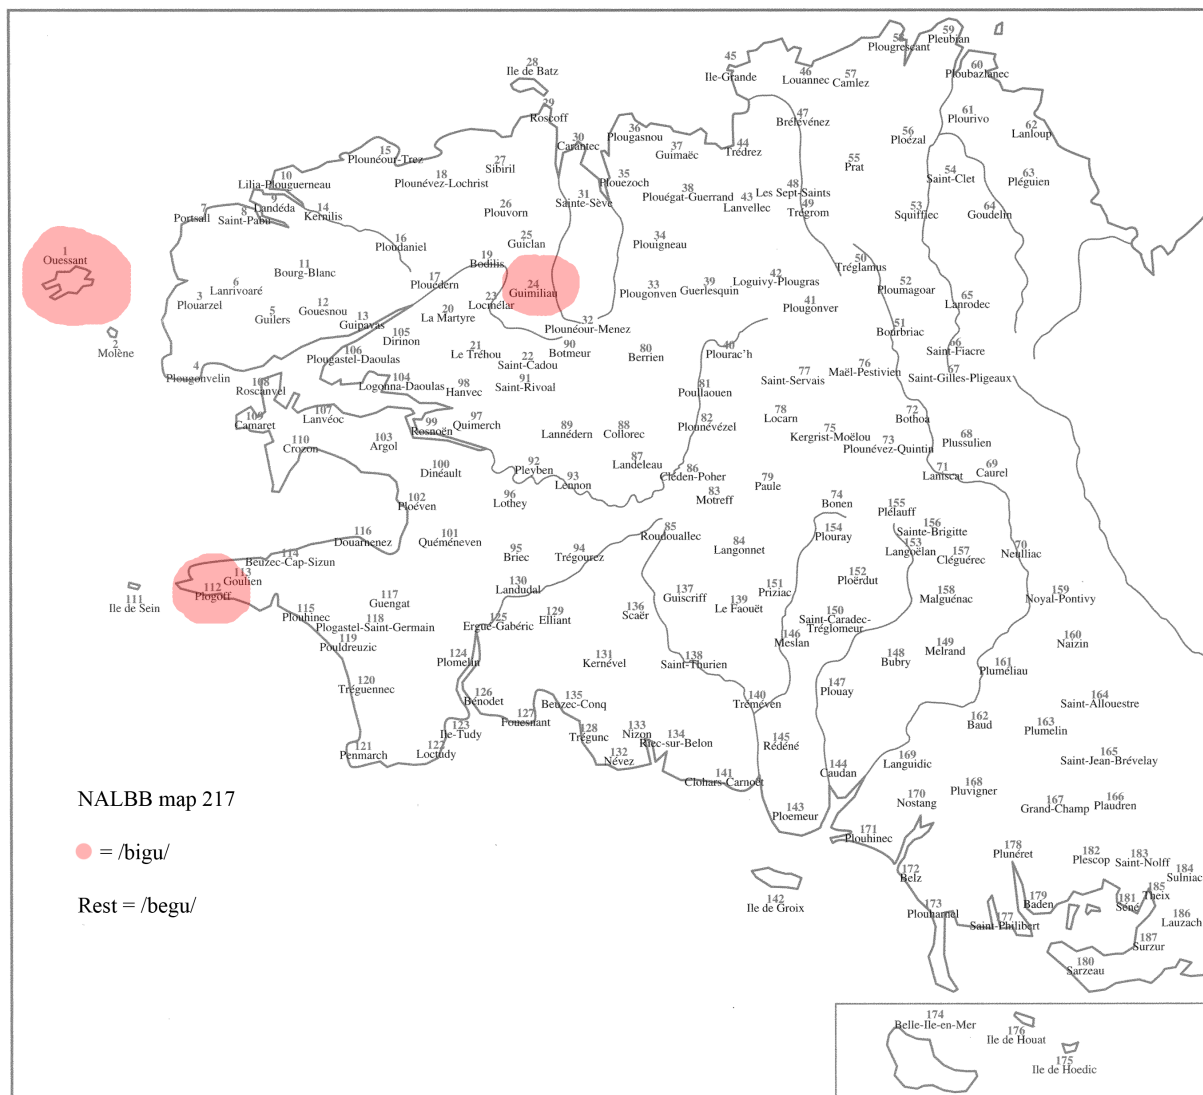 45
Ile-Grande
46
Louannec
57
Camlez
58
Plougrescant
59
Pleubian
60
Ploubazlanec
28
Ile de Batz
29
Roscoff
30
Carantec
36
Plougasnou
37
Guimaëc
44
Trédrez
47
Brélévénez
56
Ploëzal
61
Plourivo
62
Lanloup
15
Plounéour-Trez
18
Plounévez-Lochrist
27
Sibiril
35
Plouezoch
38
Plouégat-Guerrand
43
Lanvellec
48
Les Sept-Saints
55
Prat
54
Saint-Clet
63
Pléguien
10
Lilia-Plouguerneau
9
Landéda
8
Saint-Pabu
7
Portsall
14
Kernilis
26
Plouvorn
31
Sainte-Sève
49
Trégrom
53
Squiffiec
64
Goudelin
1
Ouessant
11
Bourg-Blanc
16
Ploudaniel
19
Bodilis
25
Guiclan
34
Plouigneau
50
Tréglamus
3
Plouarzel
6
Lanrivoaré
5
Guilers
12
Gouesnou
13
Guipavas
17
Plouédern
20
La Martyre
23
Locmélar
24
Guimiliau
33
Plougonven
39
Guerlesquin
42
Loguivy-Plougras
41
Plougonver
52
Ploumagoar
65
Lanrodec
2
Molène
105
Dirinon
106
Plougastel-Daoulas
21
Le Tréhou
22
Saint-Cadou
32
Plounéour-Menez
90
Botmeur
80
Berrien
40
Plourac'h
51
Bourbriac
66
Saint-Fiacre
4
Plougonvelin
108
Roscanvel
104
Logonna-Daoulas
98
Hanvec
91
Saint-Rivoal
81
Poullaouen
77
Saint-Servais
76
Maël-Pestivien
67
Saint-Gilles-Pligeaux
109
Camaret
107
Lanvéoc
110
Crozon
103
Argol
99
Rosnoën
97
Quimerch
89
Lannédern
88
Collorec
82
Plounévézel
78
Locarn
75
Kergrist-Moëlou
72
Bothoa
73
Plounévez-Quintin
68
Plussulien
100
Dinéault
92
Pleyben
93
Lennon
87
Landeleau
86
Cléden-Poher
83
Motreff
79
Paule
71
Laniscat
69
Caurel
102
Ploéven
96
Lothey
74
Bonen
155
Plélauff
156
Sainte-Brigitte
116
Douarnenez
101
Quéméneven
95
Briec
94
Trégourez
85
Roudouallec
84
Langonnet
154
Plouray
153
Langoëlan
157
Cléguérec
70
Neulliac
114
Beuzec-Cap-Sizun
113
Goulien
112
Plogoff
111
Ile de Sein
130
Landudal
137
Guiscriff
139
Le Faouët
151
Priziac
152
Ploërdut
158
Malguénac
159
Noyal-Pontivy
115
Plouhinec
117
Guengat
118
Plogastel-Saint-Germain
125
Ergué-Gabéric
129
Elliant
136
Scaër
150
Saint-Caradec-
Trégomeur
119
Pouldreuzic
124
Plomelin
131
Kernével
138
Saint-Thurien
146
Meslan
148
Bubry
149
Melrand
160
Naizin
161
Pluméliau
120
Tréguennec
126
Bénodet
127
Fouesnant
135
Beuzec-Conq
140
Tréméven
147
Plouay
164
Saint-Allouestre
121
Penmarch
122
Loctudy
123
Ile-Tudy
128
Trégunc
132
Névez
133
Nizon
134
Riec-sur-Belon
145
Rédéné
162
Baud
163
Plumelin
141
Clohars-Carnoët
144
Caudan
169
Languidic
165
Saint-Jean-Brévelay
NALBB map 217
143
Ploemeur
170
Nostang
168
Pluvigner
167
Grand-Champ
166
Plaudren
= /bigu/
171
Plouhinec
172
Belz
178
Plunéret
182
Plescop
183
Saint-Nolff
184
Sulniac
Rest = /begu/
142
Ile de Groix
173
Plouharnel
177
Saint-Philibert
179
Baden
181
Séné
185
Theix
186
Lauzach
187
Surzur
180
Sarzeau
174
Belle-Ile-en-Mer
176
Ile de Houat
175
Ile de Hoedic